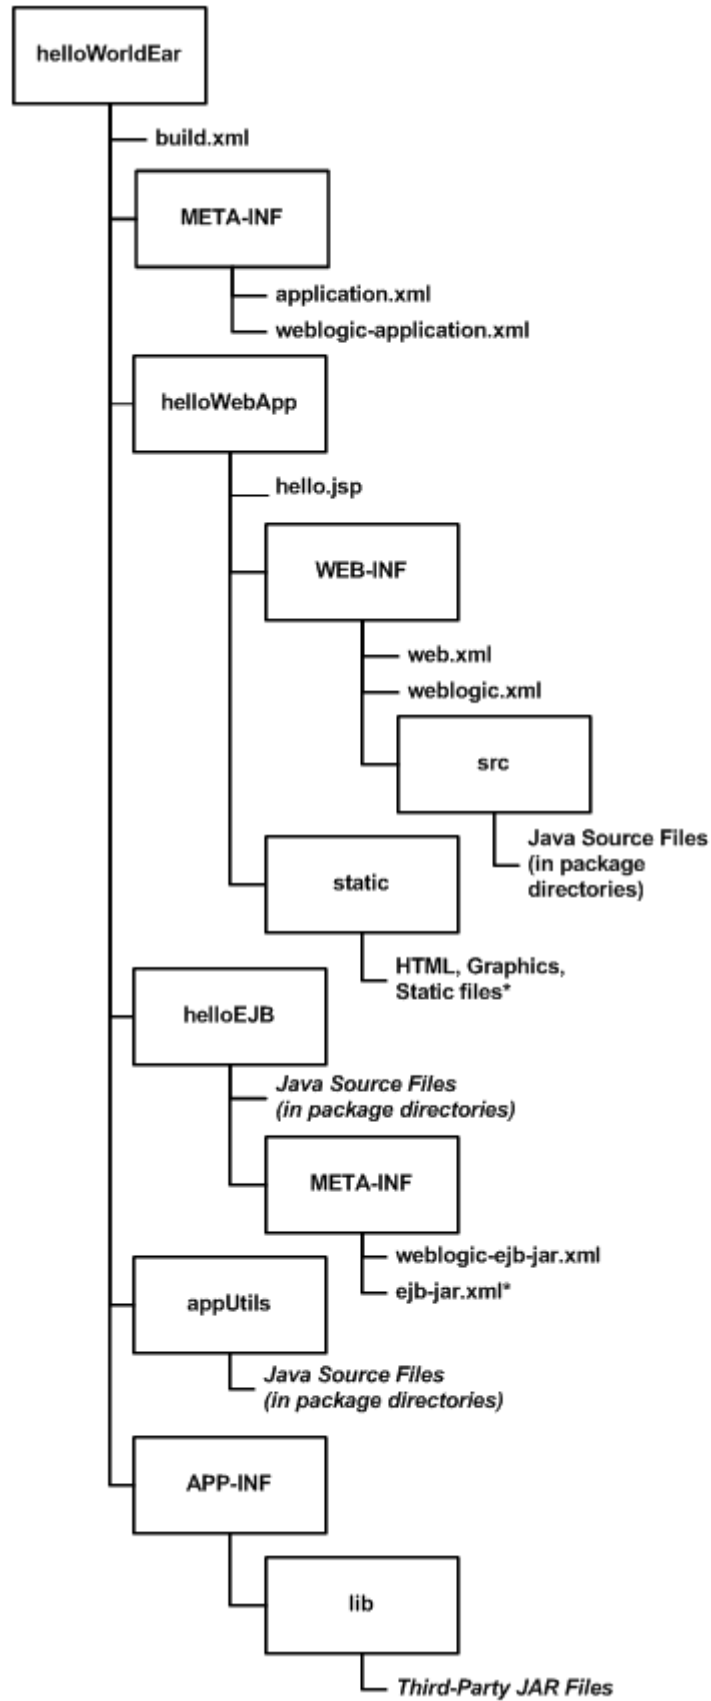 helloWorldEar
build.xml
META-INF
application.xml
weblogic-application.xml
helloWebApp
hello.jsp
WEB-INF
web.xml
weblogic.xml
src
Java Source Files
(in package
directories)
static
HTML, Graphics,
Static files*
helloEJB
Java Source Files
(in package directories)
META-INF
weblogic-ejb-jar.xml
ejb-jar.xml*
appUtils
Java Source Files
(in package directories)
APP-INF
lib
Third-Party JAR Files